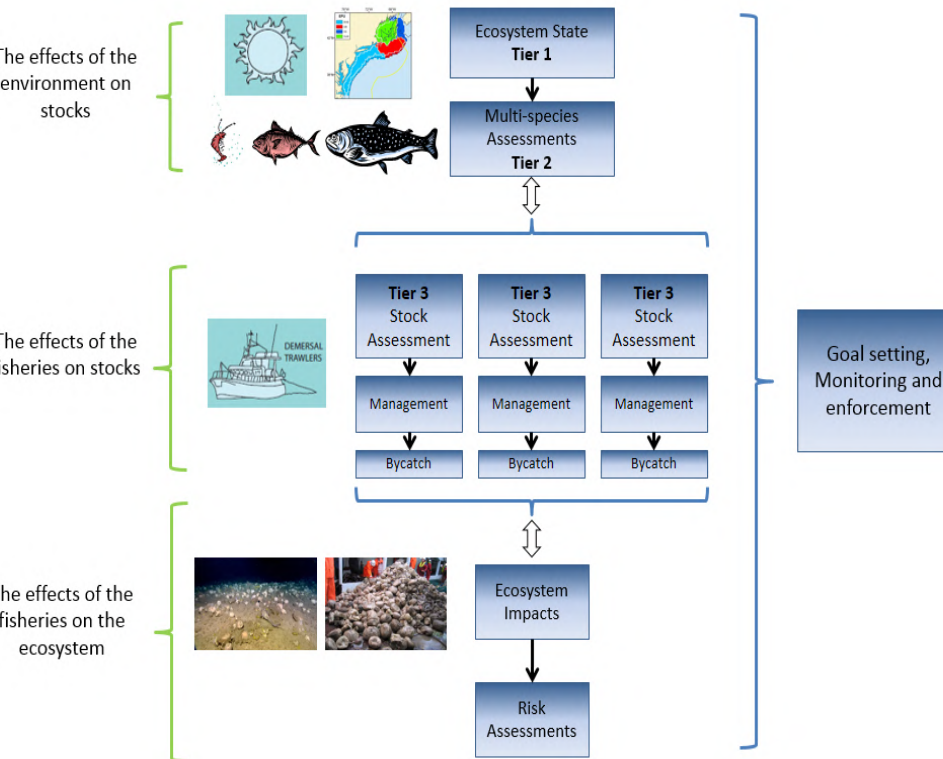 The effects of the
environment on
stocks
Ecosystem State
Tier 1
Multi-species
Assessments
Tier 2
The effects of the
fisheries on stocks
DEMERSAL
TRAWLERS
Tier 3
Stock
Assessment
Management
Bycatch
Tier 3
Stock
Assessment
Management
Bycatch
Tier 3
Stock
Assessment
Management
Bycatch
Goal setting,
Monitoring and
enforcement
The effects of the
fisheries on the
ecosystem
Ecosystem
Impacts
Risk
Assessments